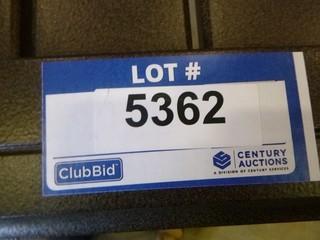 LOT #
5362
ClubBid
CENTURY
AUCTIONS
A DIVISION OF CENTURY SERVICES